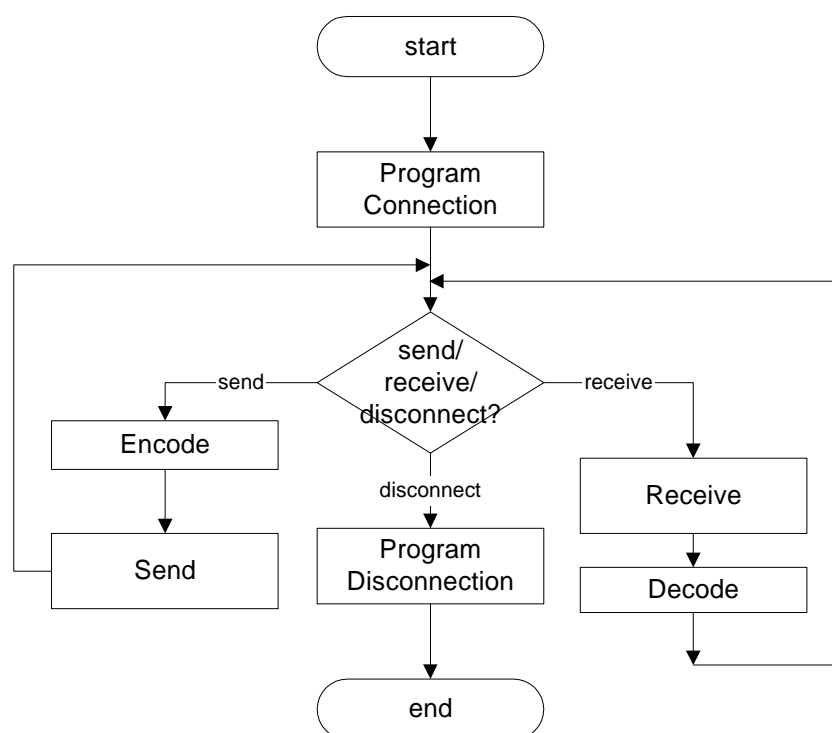 start
Program
Connection
send/
receive/
disconnect?
send
receive
Encode
disconnect
Receive
Send
Program
Disconnection
Decode
end